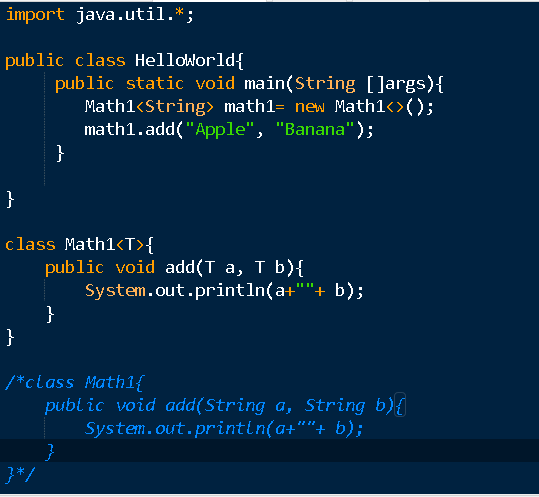 import java.util.*;
public class HelloWorld{
public static void main(String []args){
Math1<String> math1= new Math1<>();
math1.add("Apple", "Banana");
}
}
class Math1<T>{
public void add(T a, T b){
System.out.println(a+""+ b);
}
}
/*class Math1{
public void add(String a, String b){
System.out.println(a+""+ b);
}
}*/